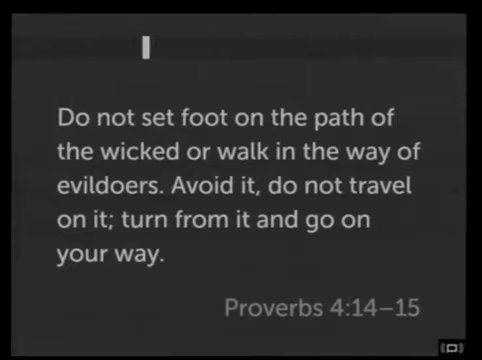 Do not set foot on the path of
the wicked or walk in the way of
evildoers. Avoid it, do not travel
on it; turn from it and go on
your way.
Proverbs 4:14–15